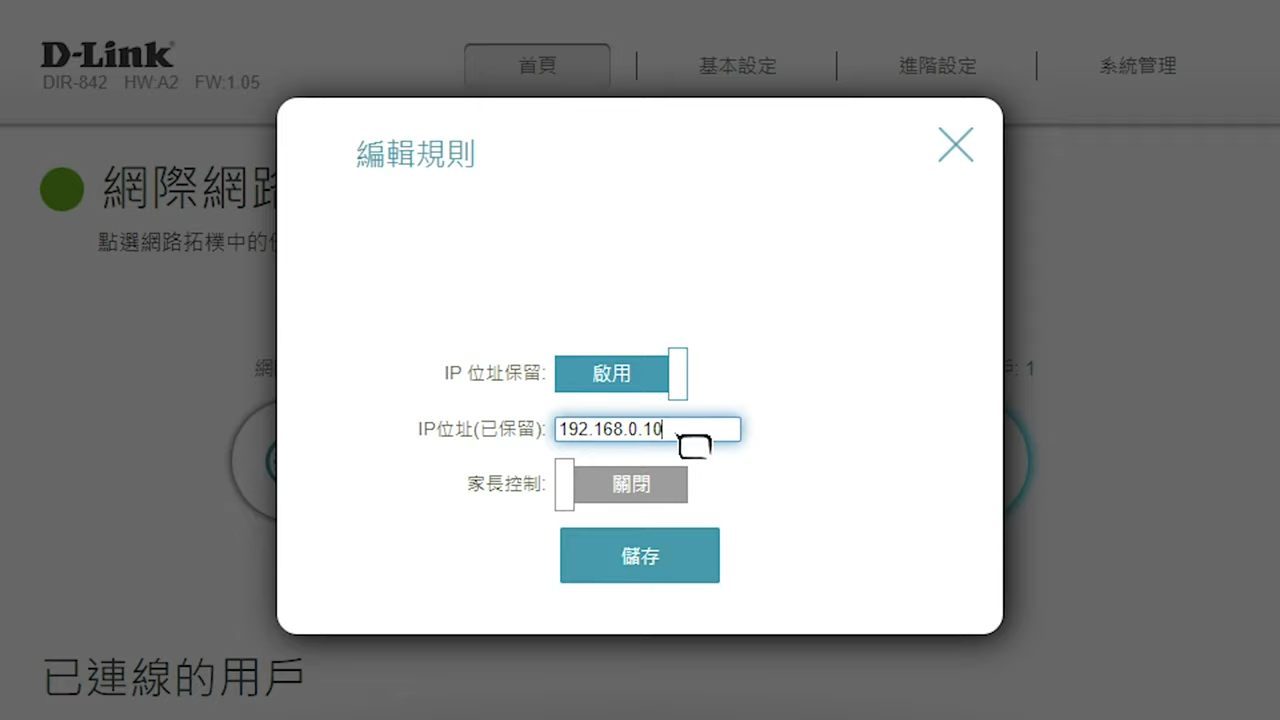 D-Link
DIR-842 HW:A2 FW:1.05
首頁
基本設定
進階設定
系統管理
編輯規則
網際網路
點選網路拓樸中的
網
: 1
IP 位址保留:
啟用
IP位址(已保留):
192.168.0.10
家長控制:
關閉
儲存
已連線的用戶